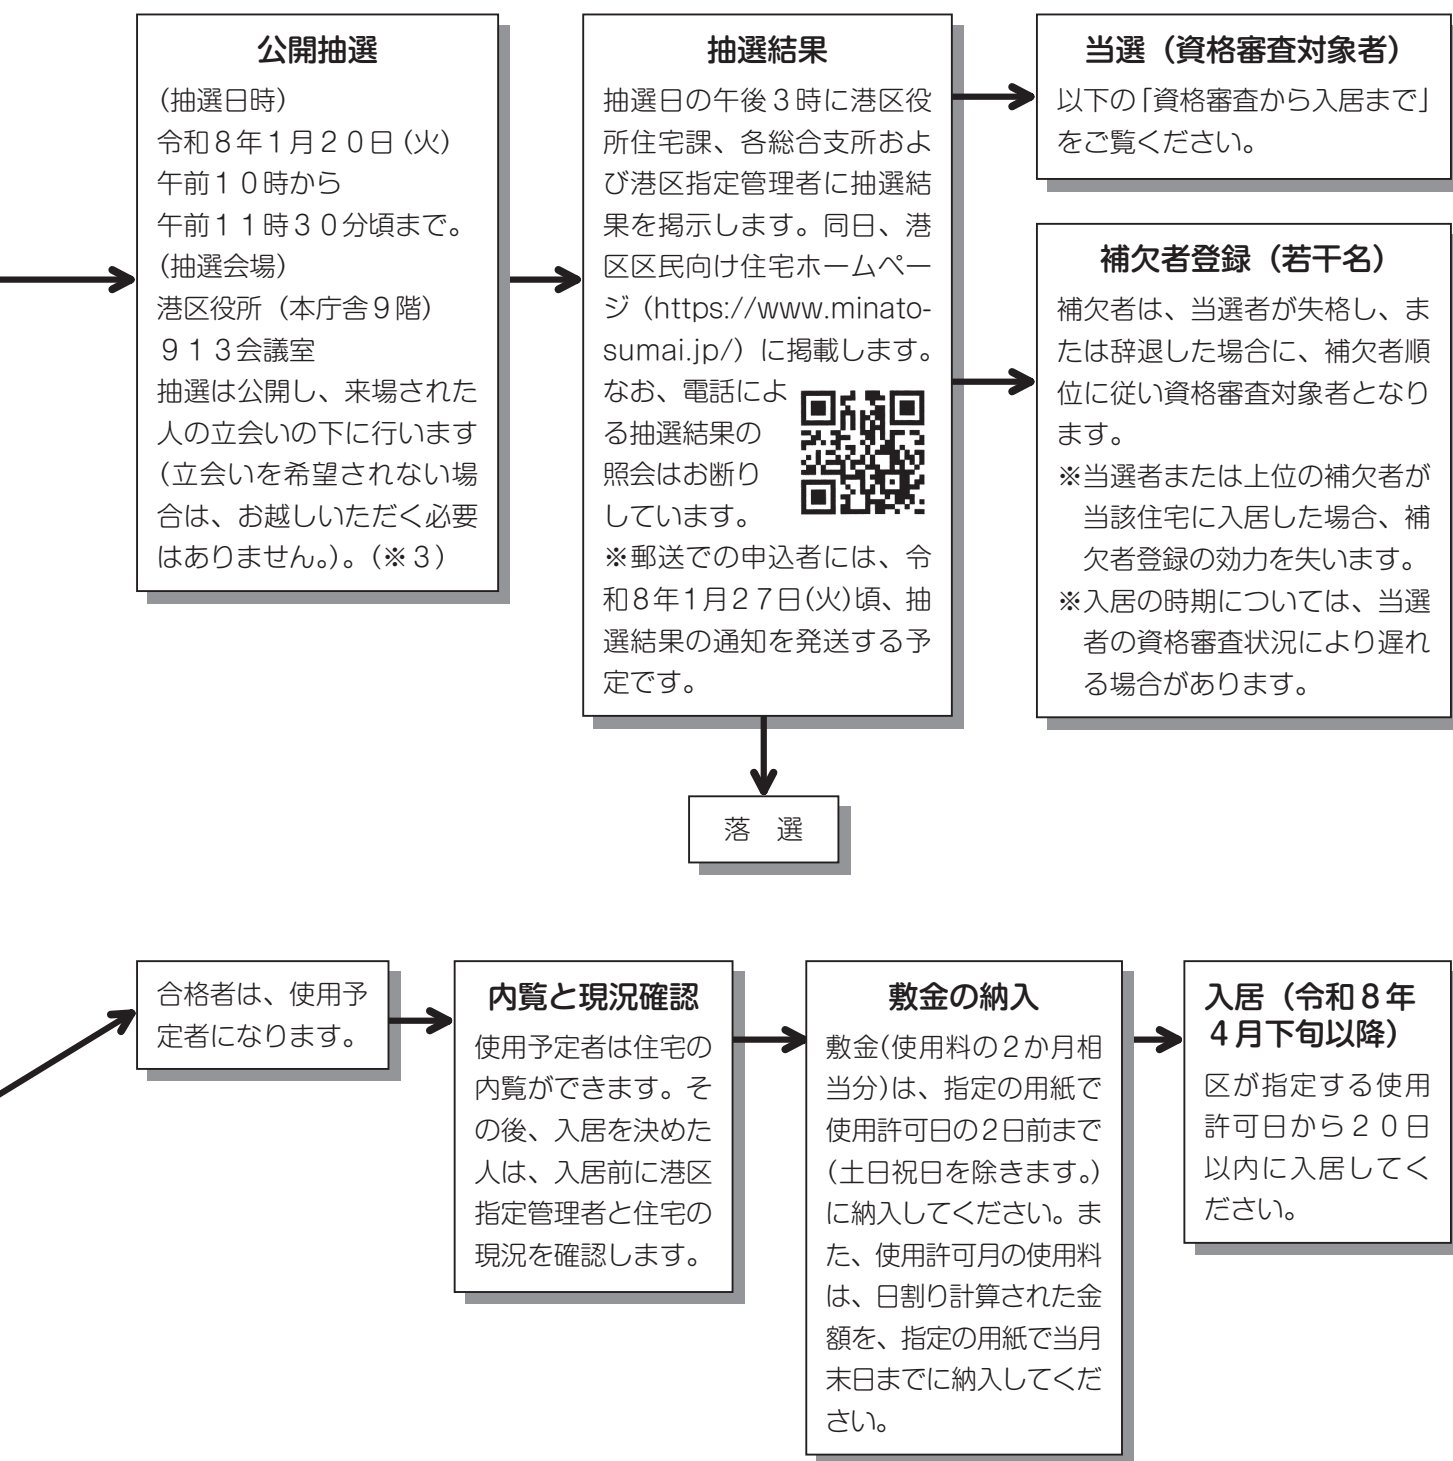 公開抽選
(抽選日時)
令和８年１月２０日(火)
午前１０時から
午前１１時３０分頃まで。
(抽選会場)
港区役所（本庁舎９階）
９１３会議室
抽選は公開し、来場された
人の立会いの下に行います
(立会いを希望されない場
合は、お越しいただく必要
はありません。)。(※３)
抽選結果
抽選日の午後３時に港区役
所住宅課、各総合支所およ
び港区指定管理者に抽選結
果を掲示します。同日、港
区区民向け住宅ホームペー
ジ（https://www.minato-
sumai.jp/）に掲載します。
なお、電話によ
る抽選結果の
照会はお断り
しています。
※郵送での申込者には、令
和8年1月２７日(火)頃、抽
選結果の通知を発送する予
定です。
当選（資格審査対象者）
以下の「資格審査から入居まで」
をご覧ください。
補欠者登録（若干名）
補欠者は、当選者が失格し、ま
たは辞退した場合に、補欠者順
位に従い資格審査対象者となり
ます。
※当選者または上位の補欠者が
当該住宅に入居した場合、補
欠者登録の効力を失います。
※入居の時期については、当選
者の資格審査状況により遅れ
る場合があります。
落　選
合格者は、使用予
定者になります。
内覧と現況確認
使用予定者は住宅の
内覧ができます。そ
の後、入居を決めた
人は、入居前に港区
指定管理者と住宅の
現況を確認します。
敷金の納入
敷金(使用料の２か月相
当分)は、指定の用紙で
使用許可日の２日前まで
(土日祝日を除きます。)
に納入してください。ま
た、使用許可月の使用料
は、日割り計算された金
額を、指定の用紙で当月
末日までに納入してくだ
さい。
入居（令和８年
４月下旬以降）
区が指定する使用
許可日から２０日
以内に入居してく
ださい。